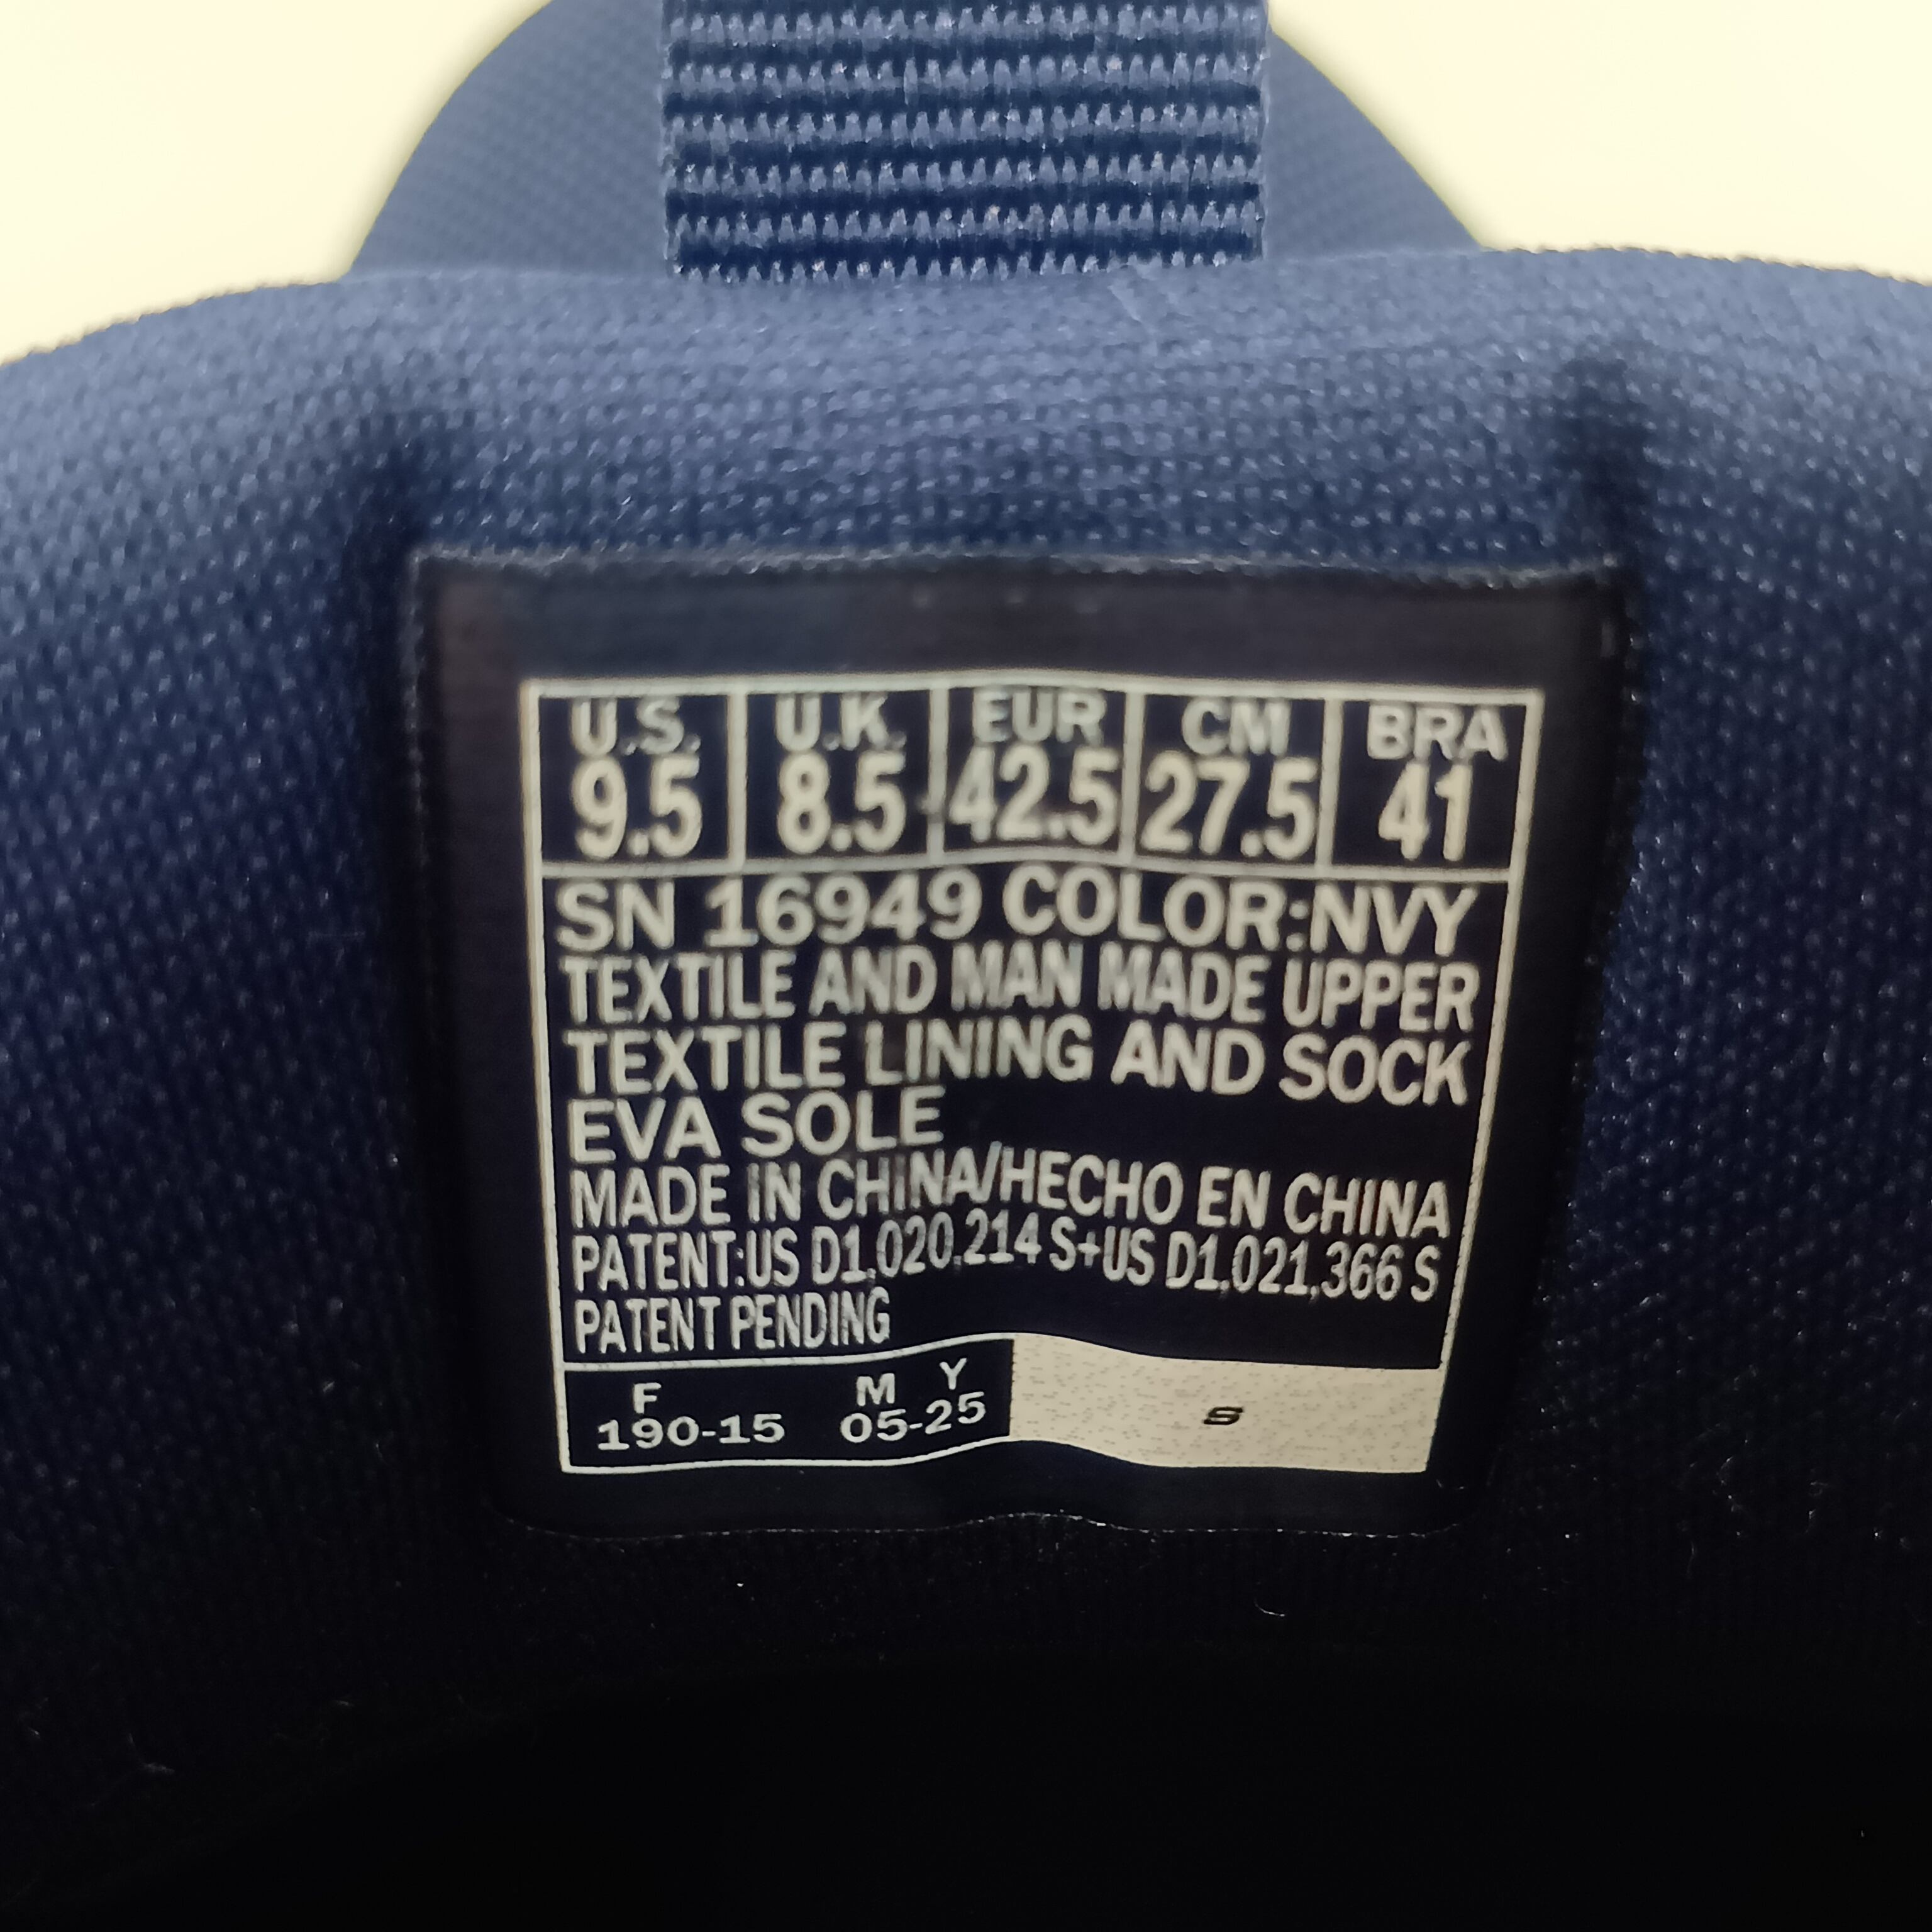 U.S. U.K. EUR CM BRA
9.5 8.5 42.5 27.5 41
SN 16949 COLOR:NVY
TEXTILE AND MAN MADE UPPER
TEXTILE LINING AND SOCK
EVA SOLE
MADE IN CHINA/HECHO EN CHINA
PATENT:US D1,020,214 S+US D1,021,366 S
PATENT PENDING
F M Y
190-15 05-25 S